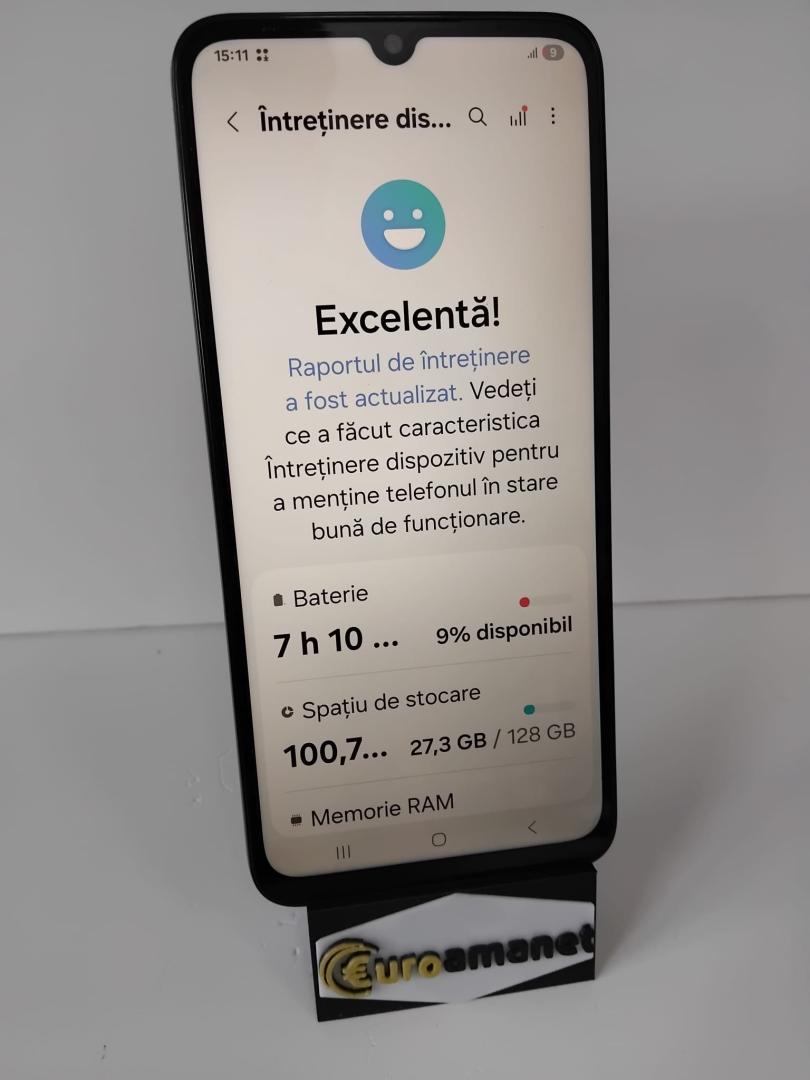 15:11
9
Întreținere dis...
Excelentă!
Raportul de întreținere
a fost actualizat. Vedeți
ce a făcut caracteristica
Întreținere dispozitiv pentru
a menține telefonul în stare
bună de funcționare.
Baterie
7 h 10 ... 9% disponibil
Spațiu de stocare
100,7... 27,3 GB / 128 GB
Memorie RAM
€uroamanet